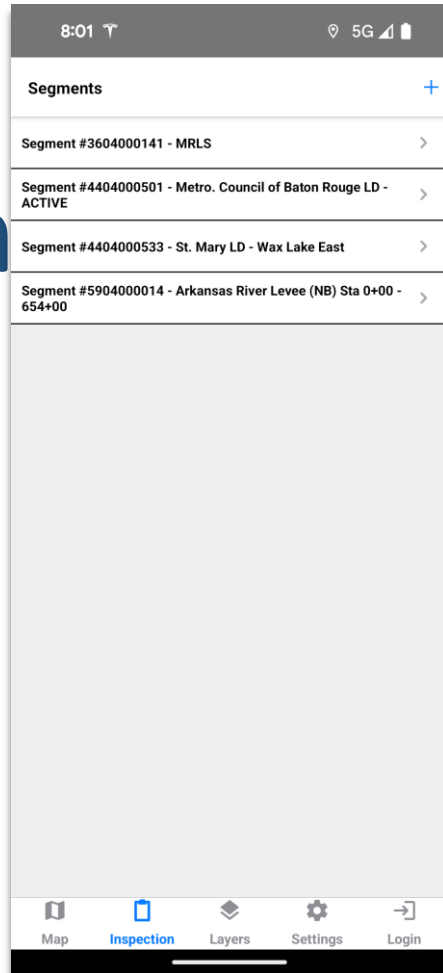 8:01 5G
Segments +
Segment #3604000141 - MRLS
Segment #4404000501 - Metro. Council of Baton Rouge LD -
ACTIVE
Segment #4404000533 - St. Mary LD - Wax Lake East
Segment #5904000014 - Arkansas River Levee (NB) Sta 0+00 -
654+00
Map Inspection Layers Settings Login